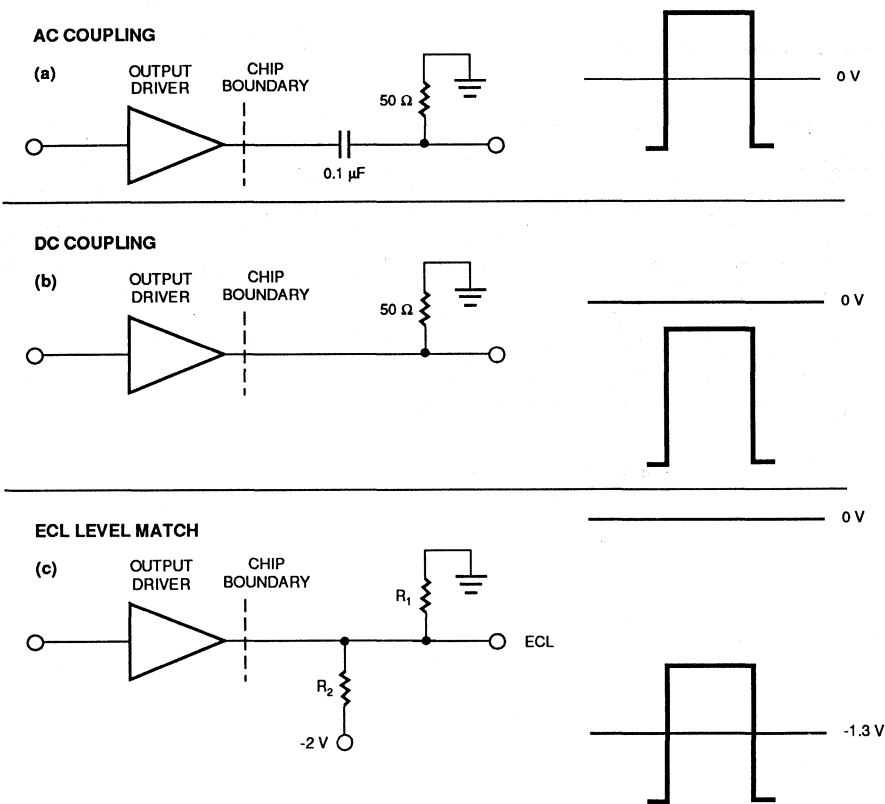 AC COUPLING
(a)
OUTPUT
DRIVER
CHIP
BOUNDARY
50 Ω
0.1 µF
0 V
DC COUPLING
(b)
OUTPUT
DRIVER
CHIP
BOUNDARY
50 Ω
0 V
ECL LEVEL MATCH
(c)
OUTPUT
DRIVER
CHIP
BOUNDARY
R1
ECL
R2
-2 V
0 V
-1.3 V